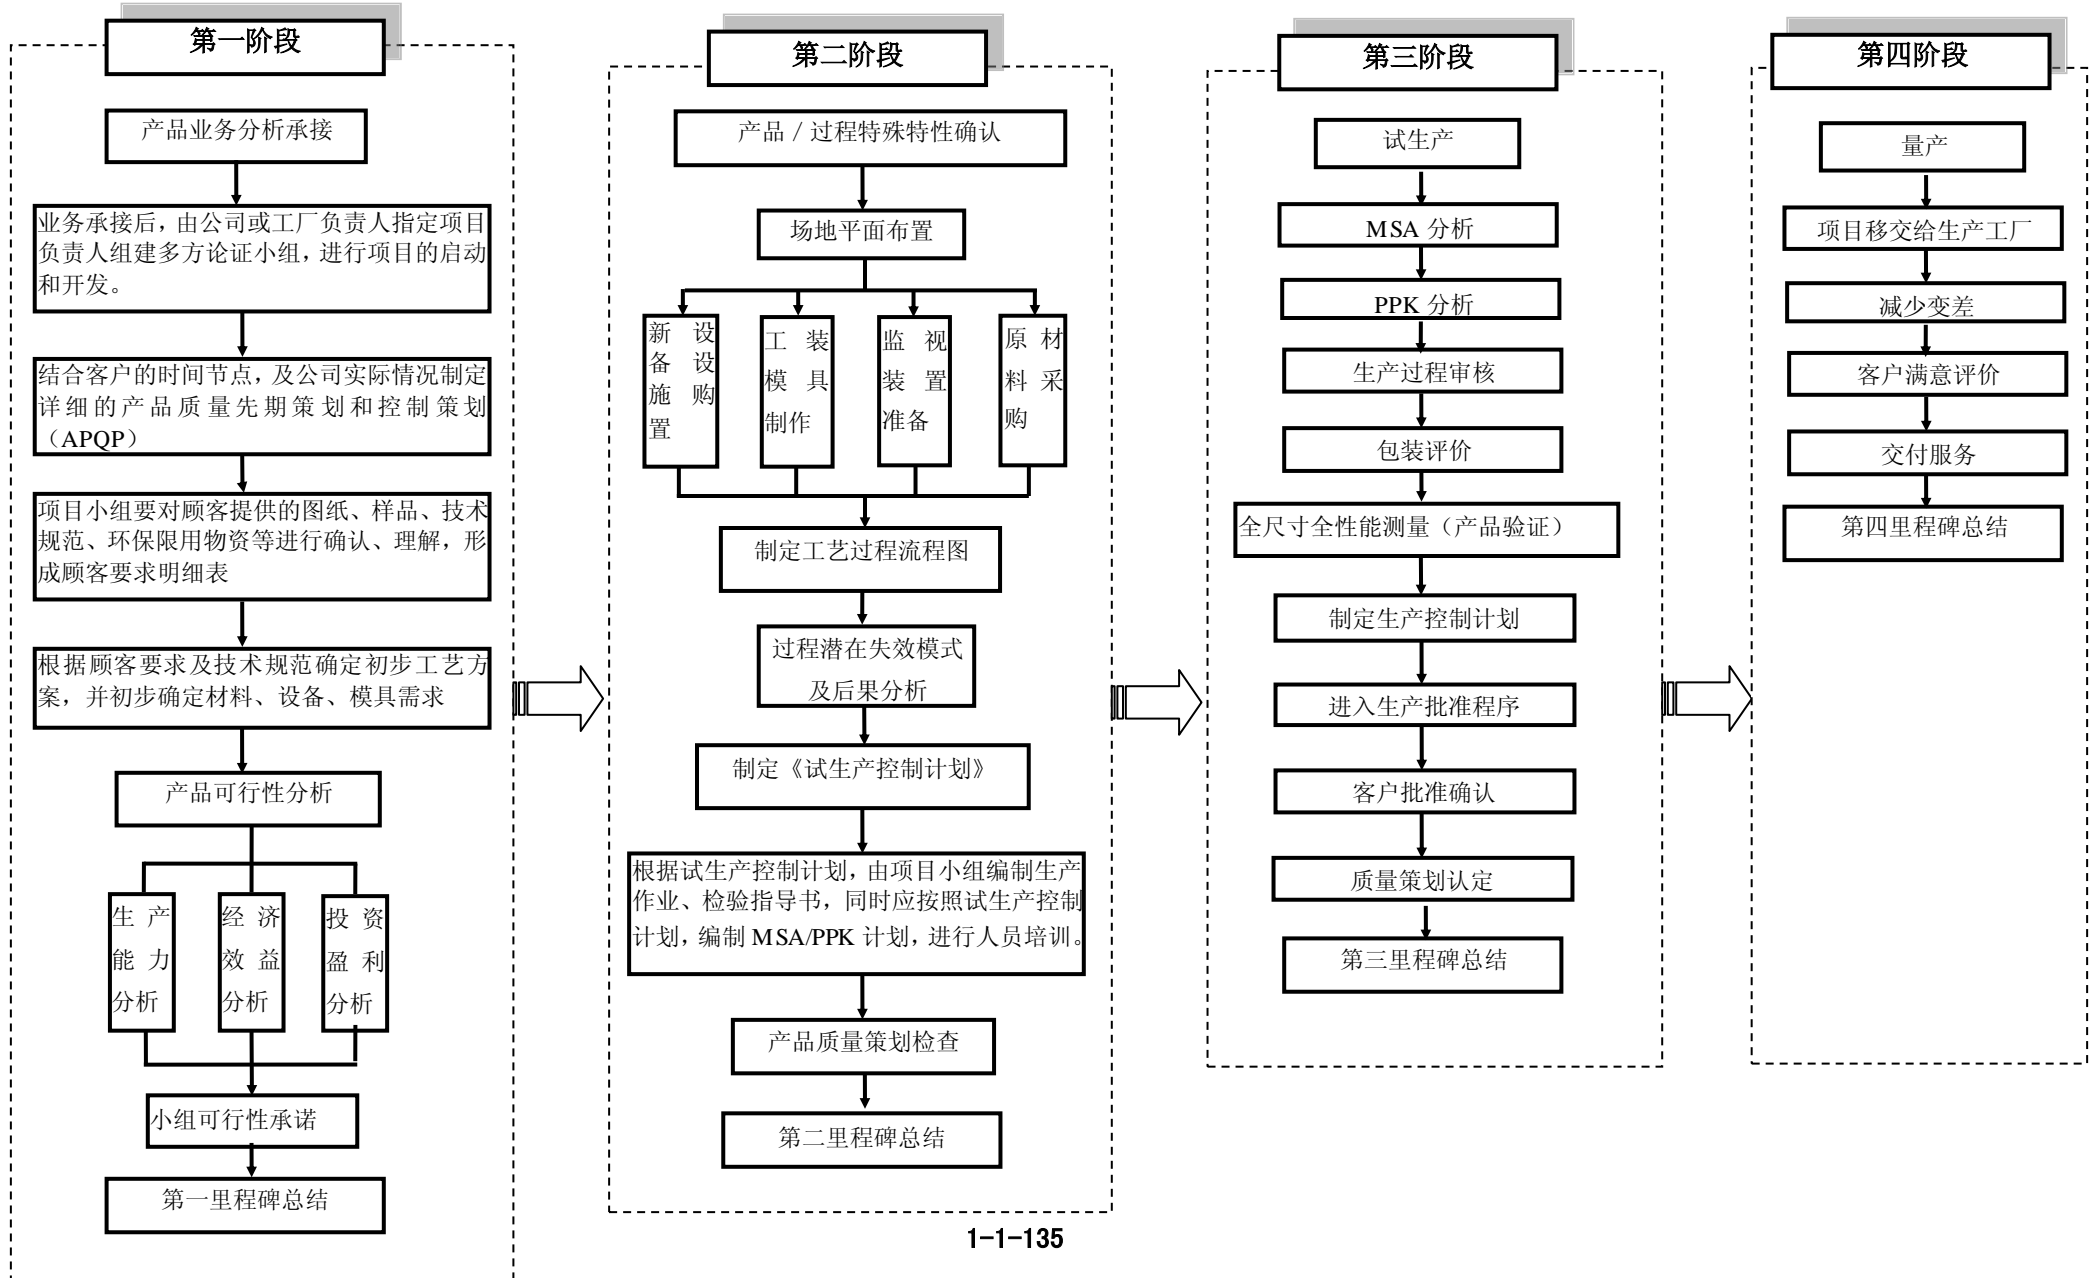 第一阶段
产品业务分析承接
业务承接后，由公司或工厂负责人指定项目
负责人组建多方论证小组，进行项目的启动
和开发。
结合客户的时间节点，及公司实际情况制定
详细的产品质量先期策划和控制策划
（APQP）
项目小组要对顾客提供的图纸、样品、技术
规范、环保限用物资等进行确认、理解，形
成顾客要求明细表
根据顾客要求及技术规范确定初步工艺方
案，并初步确定材料、设备、模具需求
产品可行性分析
生产
能力
分析
经济
效益
分析
投资
盈利
分析
小组可行性承诺
第一里程碑总结
第二阶段
产品／过程特殊特性确认
场地平面布置
新设
备设
施购
置
工装
模具
制作
监视
装置
准备
原材
料采
购
制定工艺过程流程图
过程潜在失效模式
及后果分析
制定《试生产控制计划》
根据试生产控制计划，由项目小组编制生产
作业、检验指导书，同时应按照试生产控制
计划，编制 MSA/PPK 计划，进行人员培训。
产品质量策划检查
第二里程碑总结
第三阶段
试生产
MSA 分析
PPK 分析
生产过程审核
包装评价
全尺寸全性能测量（产品验证）
制定生产控制计划
进入生产批准程序
客户批准确认
质量策划认定
第三里程碑总结
第四阶段
量产
项目移交给生产工厂
减少变差
客户满意评价
交付服务
第四里程碑总结
1-1-135